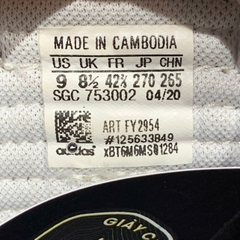 MADE IN CAMBODIA
US UK FR JP CHN
9 8½ 42⅔ 270 265
SGC 753002 04/20
ART FY2954
#125633849
adidas xBT6M6MS01284
GIÀY C